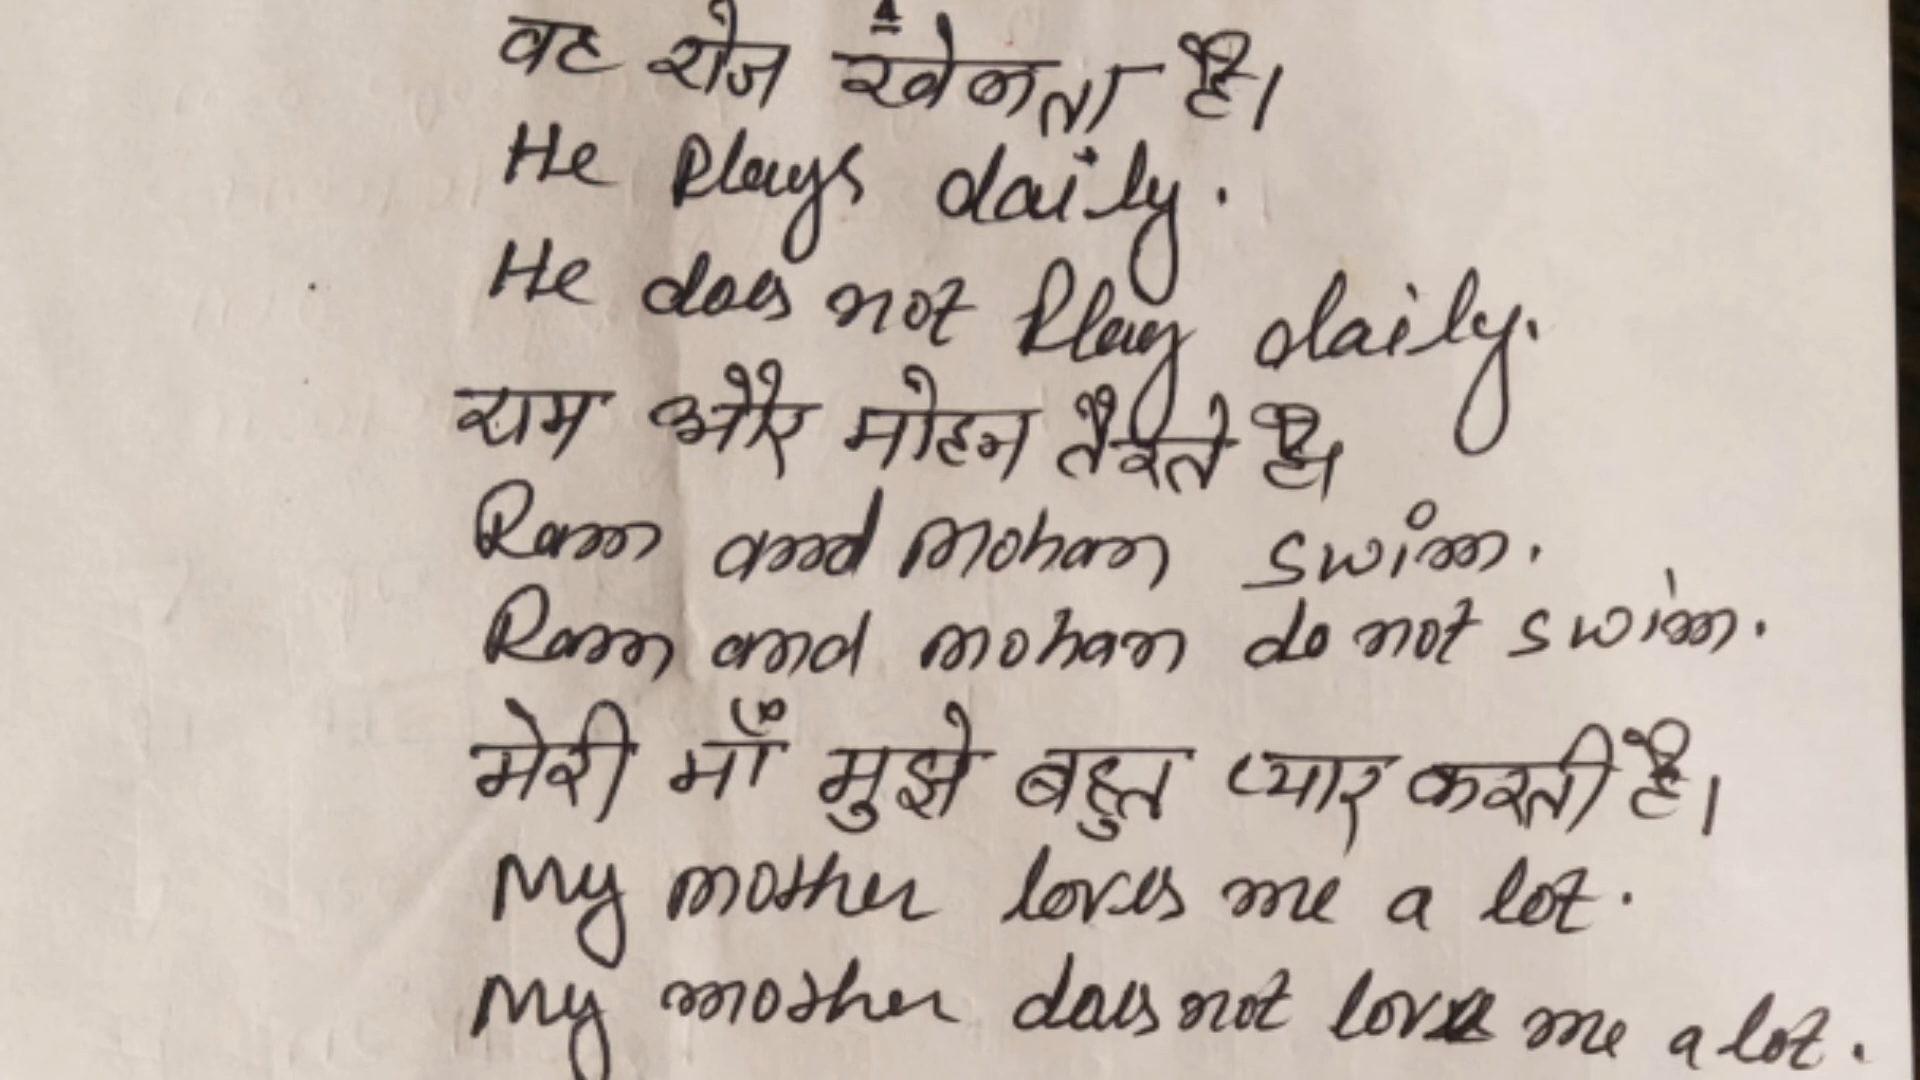 वह रोज खेलता है।
He Plays daily.
He does not Play daily.
राम और मोहन तैरते है।
Ram and Mohan swim.
Ram and mohan do not swim.
मेरी माँ मुझे बहुत प्यार करती है।
My mother loves me a lot.
My mother does not love me a lot.